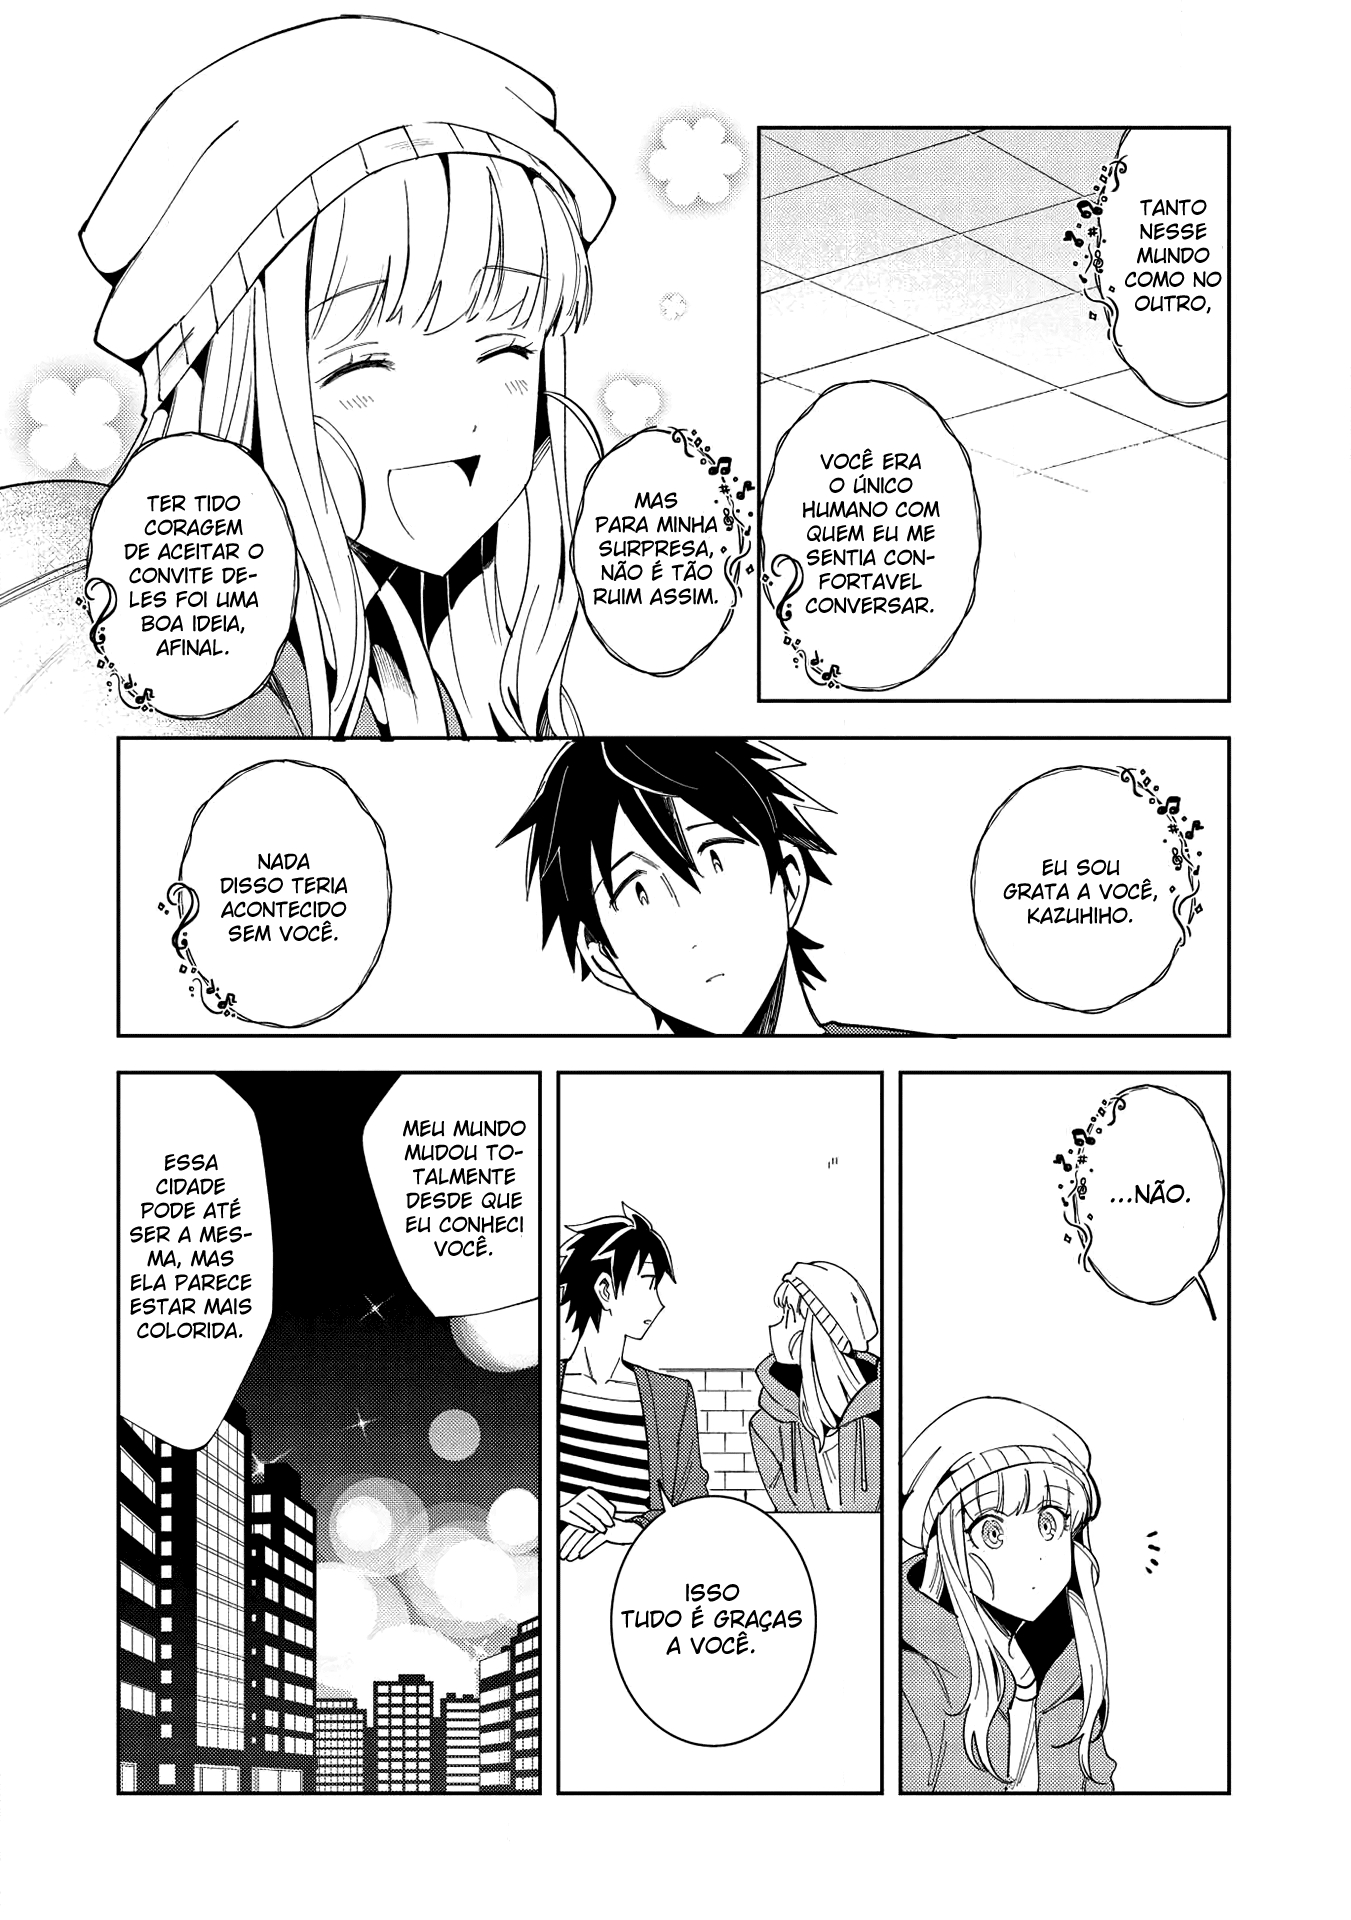 TANTO
NESSE
MUNDO
COMO NO
OUTRO,
VOCÊ ERA
O ÚNICO
HUMANO COM
QUEM EU ME
SENTIA CON-
FORTAVEL
CONVERSAR.
MAS
PARA MINHA
SURPRESA,
NÃO É TÃO
RUIM ASSIM.
TER TIDO
CORAGEM
DE ACEITAR O
CONVITE DE-
LES FOI UMA
BOA IDEIA,
AFINAL.
EU SOU
GRATA A VOCÊ,
KAZUHIHO.
NADA
DISSO TERIA
ACONTECIDO
SEM VOCÊ.
...NÃO.
ISSO
TUDO É GRAÇAS
A VOCÊ.
MEU MUNDO
MUDOU TO-
TALMENTE
DESDE QUE
EU CONHECI
VOCÊ.
ESSA
CIDADE
PODE ATÉ
SER A MES-
MA, MAS
ELA PARECE
ESTAR MAIS
COLORIDA.